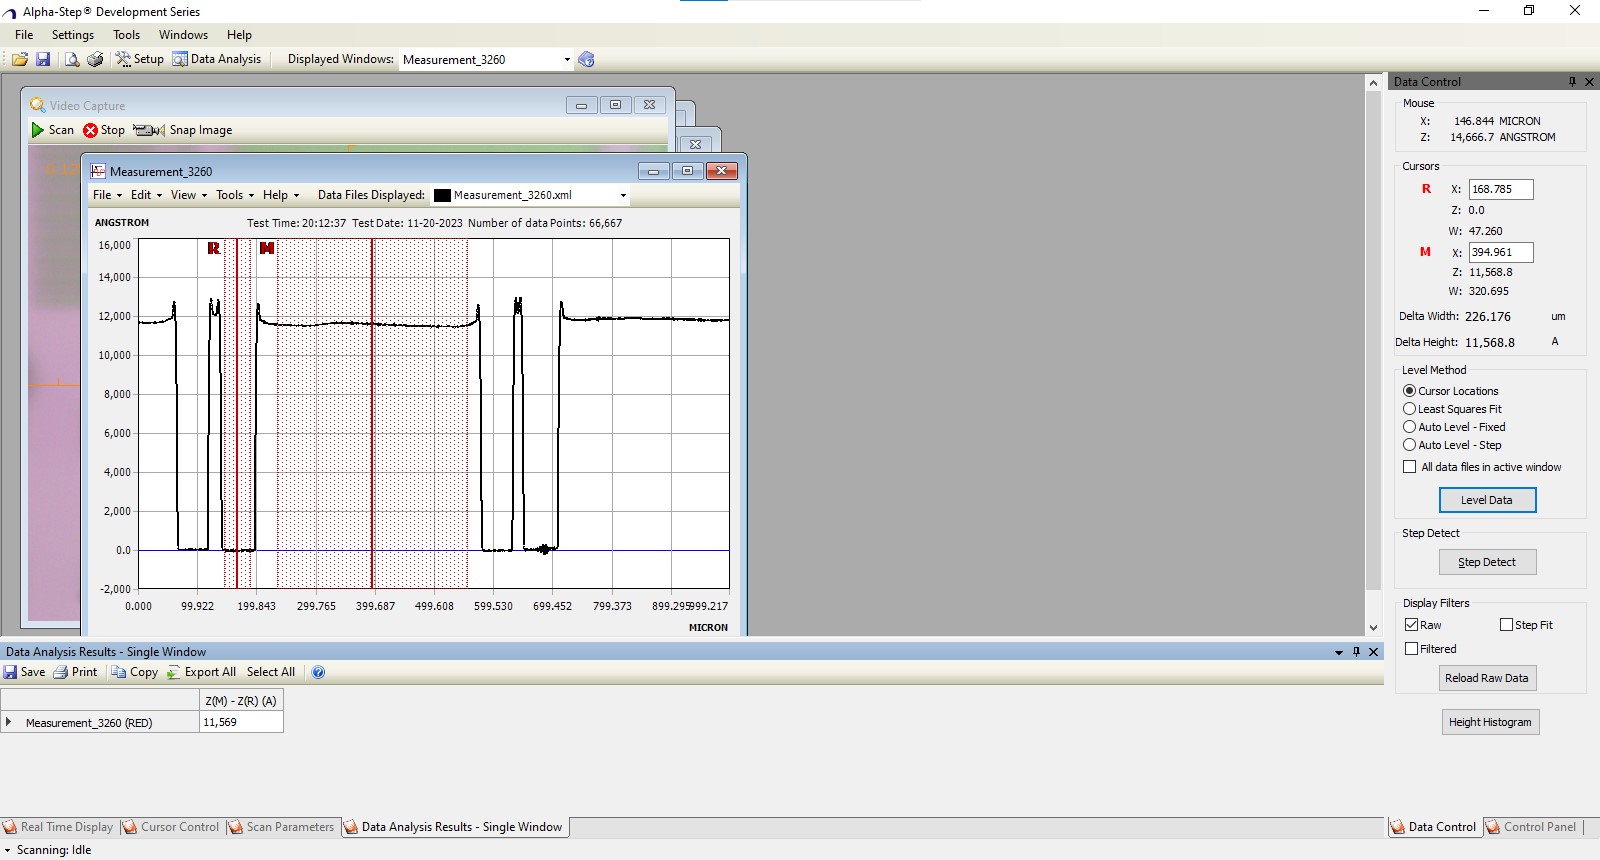 Alpha-Step® Development Series
File Settings Tools Windows Help
Setup Data Analysis Displayed Windows: Measurement_3260
Video Capture
Scan Stop Snap Image
Measurement_3260
File Edit View Tools Help Data Files Displayed: Measurement_3260.xml
ANGSTROM Test Time: 20:12:37 Test Date: 11-20-2023 Number of data Points: 66,667
R M
16,000
14,000
12,000
10,000
8,000
6,000
4,000
2,000
0.0
-2,000
0.000 99.922 199.843 299.765 399.687 499.608 599.530 699.452 799.373 899.295 999.217
MICRON
Data Control
Mouse
X: 146.844 MICRON
Z: 14,666.7 ANGSTROM
Cursors
R X: 168.785
Z: 0.0
W: 47.260
M X: 394.961
Z: 11,568.8
W: 320.695
Delta Width: 226.176 um
Delta Height: 11,568.8 A
Level Method
Cursor Locations
Least Squares Fit
Auto Level - Fixed
Auto Level - Step
All data files in active window
Level Data
Step Detect
Step Detect
Display Filters
Raw Step Fit
Filtered
Reload Raw Data
Height Histogram
Data Analysis Results - Single Window
Save Print Copy Export All Select All
Z(M) - Z(R) (A)
Measurement_3260 (RED) 11,569
Real Time Display Cursor Control Scan Parameters Data Analysis Results - Single Window
Data Control Control Panel
Scanning: Idle